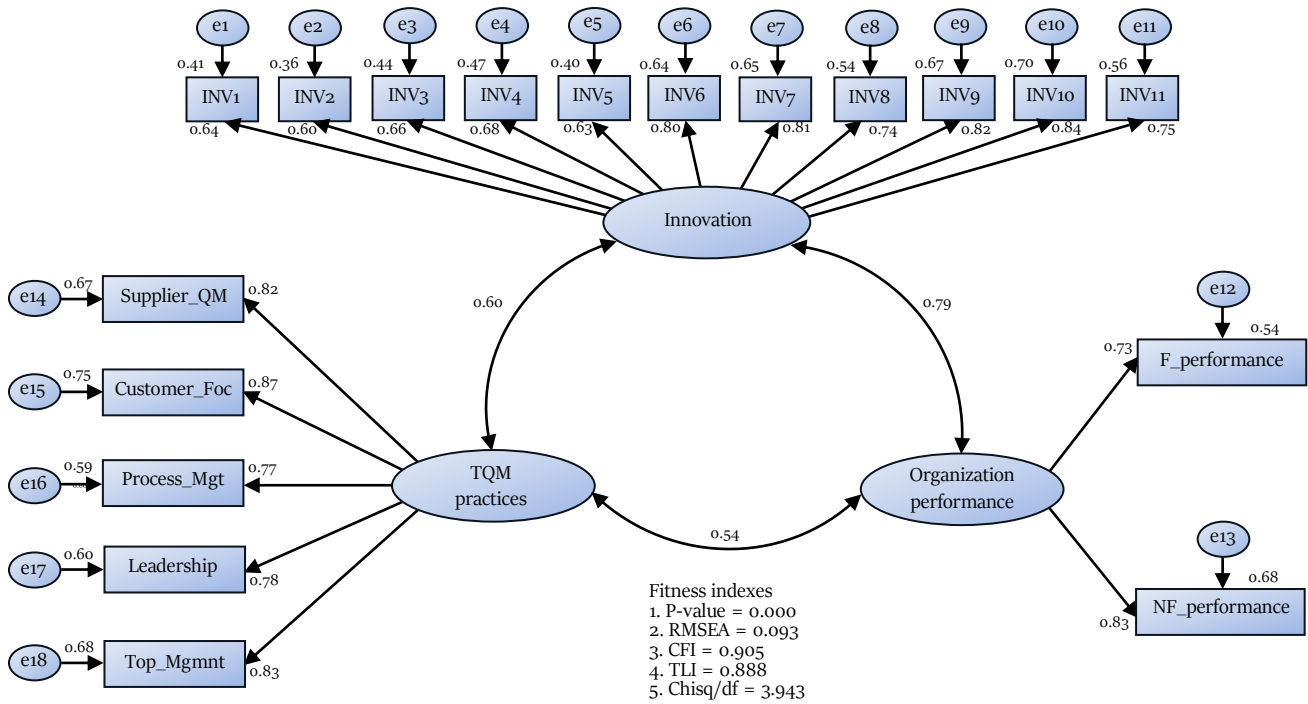 e1 e2 e3 e4 e5 e6 e7 e8 e9 e10 e11
0.41 0.36 0.44 0.47 0.40 0.64 0.65 0.54 0.67 0.70 0.56
INV1 INV2 INV3 INV4 INV5 INV6 INV7 INV8 INV9 INV10 INV11
0.64 0.60 0.66 0.68 0.63 0.80 0.81 0.74 0.82 0.84 0.75
Innovation
0.60
0.79
0.54
e14 0.67 Supplier_QM 0.82
e15 0.75 Customer_Foc 0.87
e16 0.59 Process_Mgt 0.77
e17 0.60 Leadership 0.78
e18 0.68 Top_Mgmnt 0.83
TQM
practices
Organization
performance
e12
0.54
0.73 F_performance
e13
0.68
0.83 NF_performance
Fitness indexes
1. P-value = 0.000
2. RMSEA = 0.093
3. CFI = 0.905
4. TLI = 0.888
5. Chisq/df = 3.943